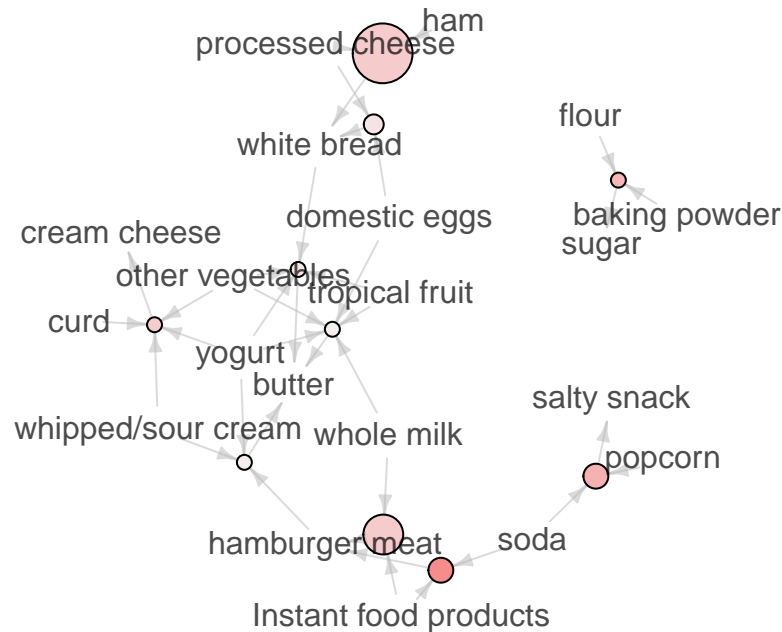 ham
processed cheese
flour
white bread
baking powder
domestic eggs
cream cheese
sugar
other vegetables
tropical fruit
curd
yogurt
butter
salty snack
whipped/sour cream
whole milk
popcorn
hamburger meat
soda
Instant food products